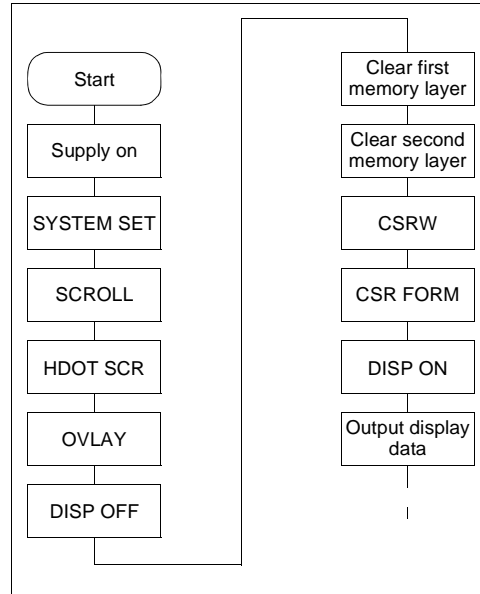 Start
Supply on
SYSTEM SET
SCROLL
HDOT SCR
OVLAY
DISP OFF
Clear first
memory layer
Clear second
memory layer
CSRW
CSR FORM
DISP ON
Output display
data